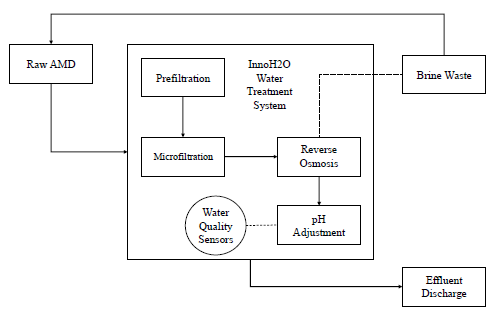 Raw AMD
Prefiltration
InnoH2O
Water
Treatment
System
Brine Waste
Microfiltration
Reverse
Osmosis
Water
Quality
Sensors
pH
Adjustment
Effluent
Discharge